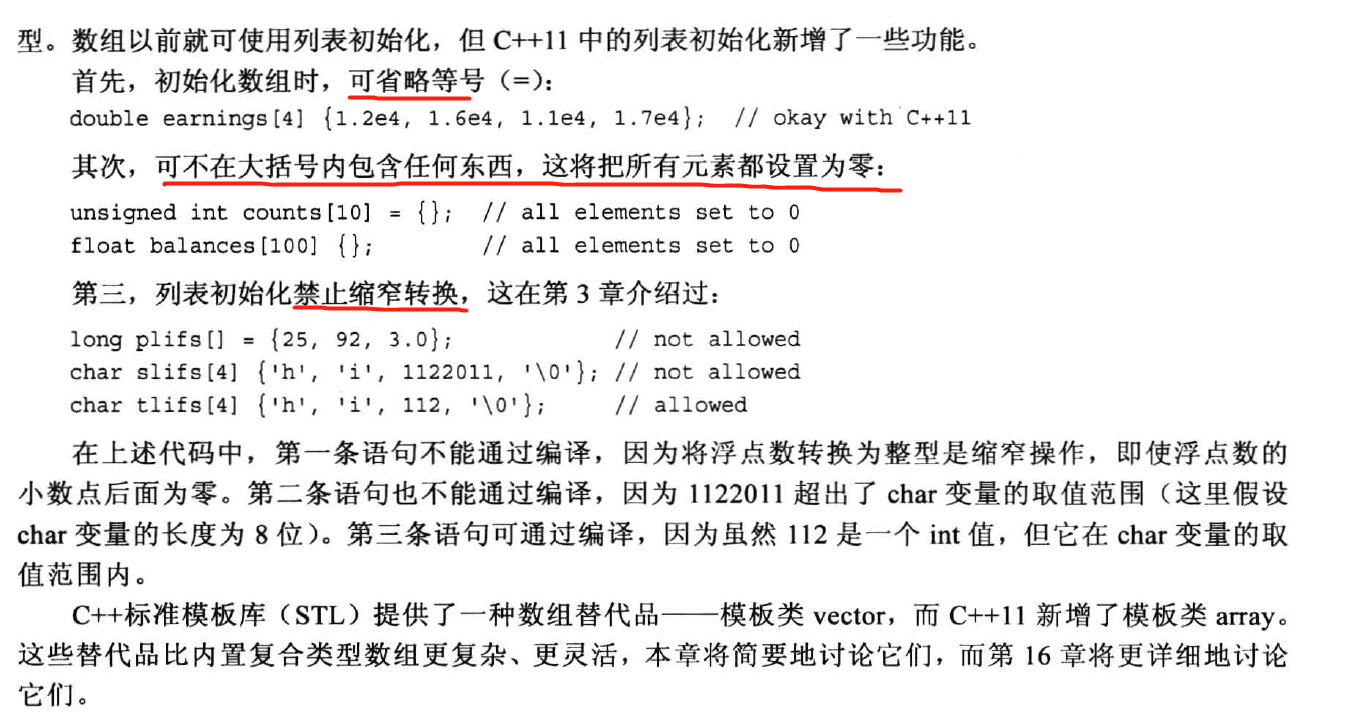 型。数组以前就可使用列表初始化，但 C++11 中的列表初始化新增了一些功能。
首先，初始化数组时，可省略等号（=）：
double earnings[4] {1.2e4, 1.6e4, 1.1e4, 1.7e4};  // okay with C++11
其次，可不在大括号内包含任何东西，这将把所有元素都设置为零：
unsigned int counts[10] = {};  // all elements set to 0
float balances[100] {};        // all elements set to 0
第三，列表初始化禁止缩窄转换，这在第 3 章介绍过：
long plifs[] = {25, 92, 3.0};            // not allowed
char slifs[4] {'h', 'i', 1122011, '\0'}; // not allowed
char tlifs[4] {'h', 'i', 112, '\0'};     // allowed
在上述代码中，第一条语句不能通过编译，因为将浮点数转换为整型是缩窄操作，即使浮点数的
小数点后面为零。第二条语句也不能通过编译，因为 1122011 超出了 char 变量的取值范围（这里假设
char 变量的长度为 8 位）。第三条语句可通过编译，因为虽然 112 是一个 int 值，但它在 char 变量的取
值范围内。
C++标准模板库（STL）提供了一种数组替代品——模板类 vector，而 C++11 新增了模板类 array。
这些替代品比内置复合类型数组更复杂、更灵活，本章将简要地讨论它们，而第 16 章将更详细地讨论
它们。